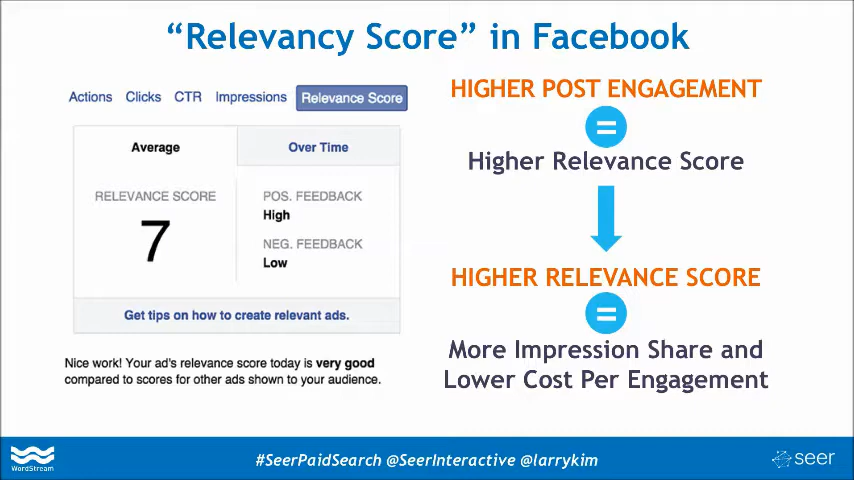 “Relevancy Score” in Facebook
Actions Clicks CTR Impressions Relevance Score
Average
Over Time
RELEVANCE SCORE
7
POS. FEEDBACK
High
NEG. FEEDBACK
Low
Get tips on how to create relevant ads.
Nice work! Your ad's relevance score today is very good
compared to scores for other ads shown to your audience.
HIGHER POST ENGAGEMENT
=
Higher Relevance Score
HIGHER RELEVANCE SCORE
=
More Impression Share and
Lower Cost Per Engagement
WordStream
#SeerPaidSearch @SeerInteractive @larrykim
seer